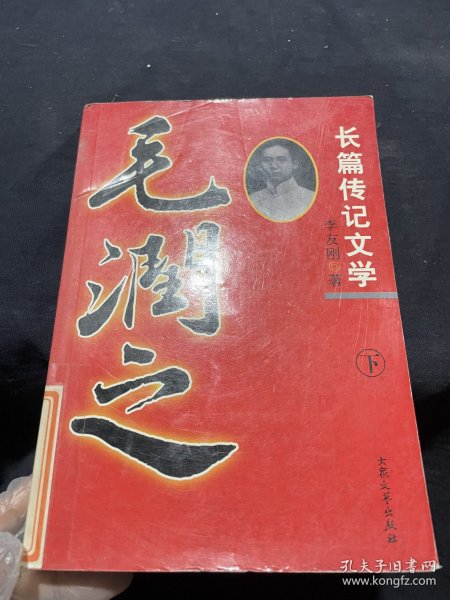 毛润之
长篇传记文学
李友刚◎著
下
大众文艺出版社
孔夫子旧书网
www.kongfz.com